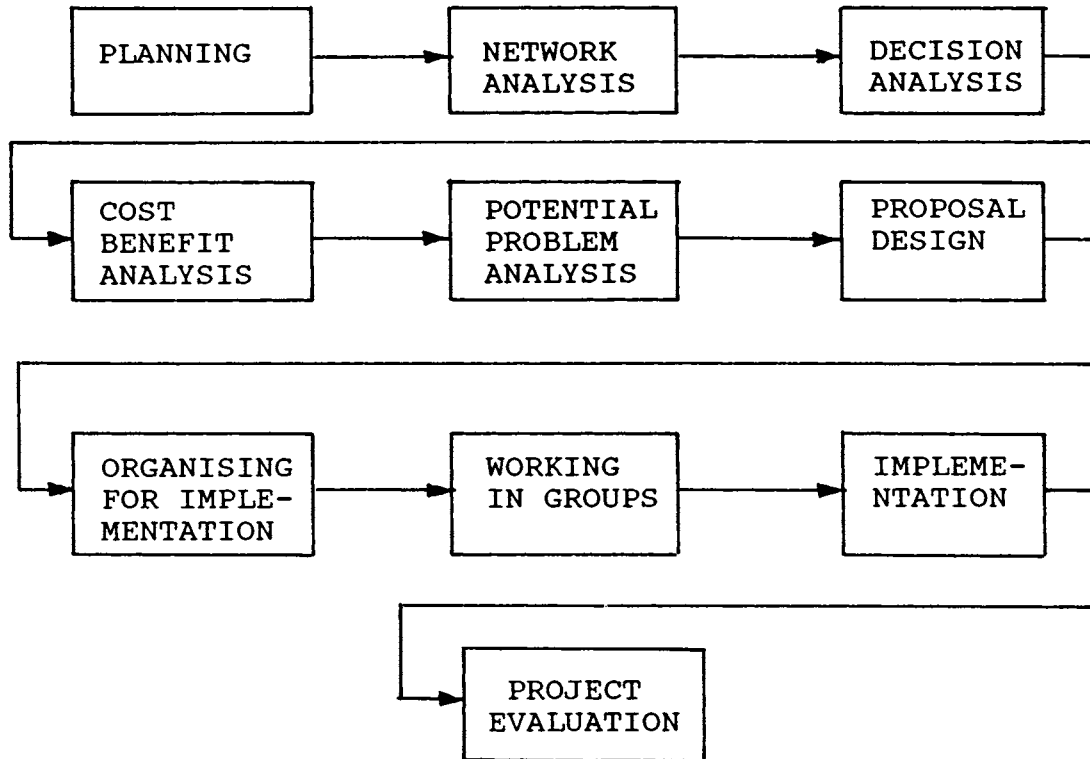 PLANNING
NETWORK
ANALYSIS
DECISION
ANALYSIS
COST
BENEFIT
ANALYSIS
POTENTIAL
PROBLEM
ANALYSIS
PROPOSAL
DESIGN
ORGANISING
FOR IMPLE-
MENTATION
WORKING
IN GROUPS
IMPLEME-
NTATION
PROJECT
EVALUATION